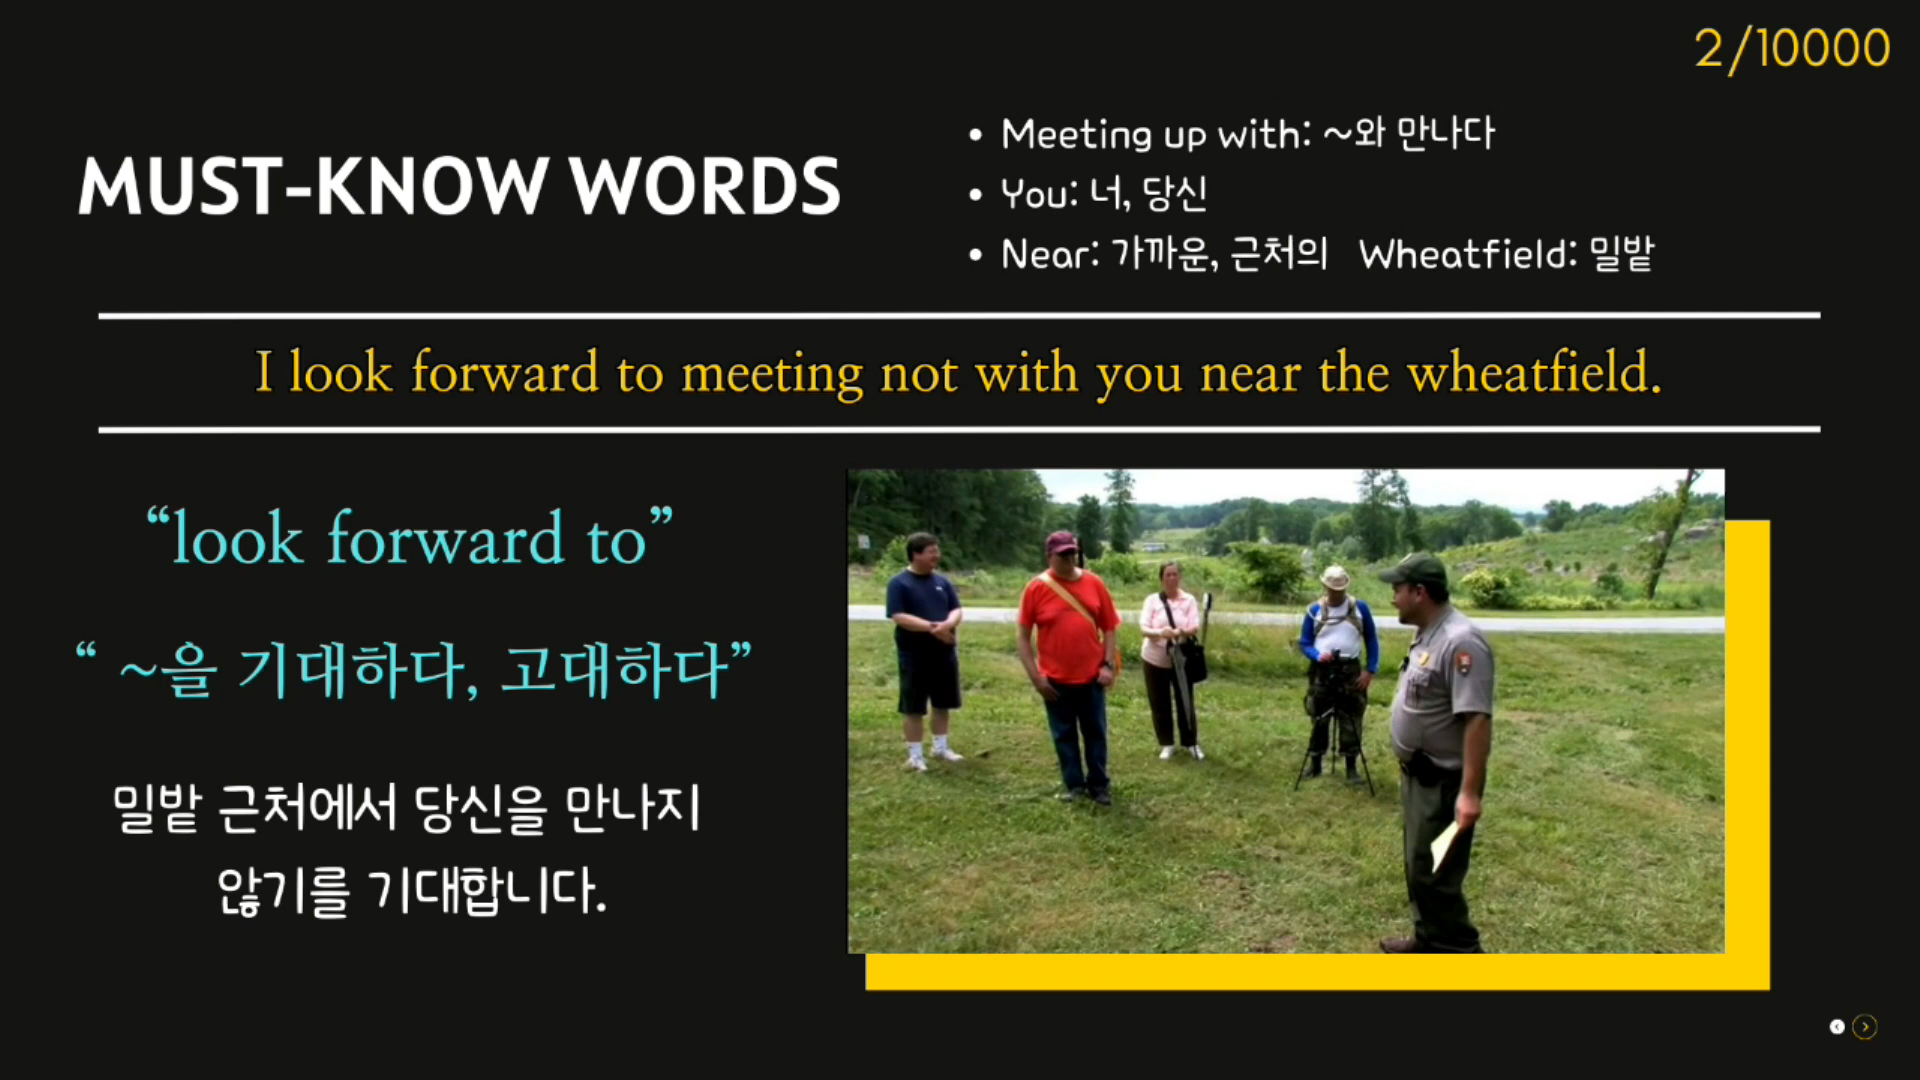 2/10000
MUST-KNOW WORDS
• Meeting up with: ~와 만나다
• You: 너, 당신
• Near: 가까운, 근처의 Wheatfield: 밀밭
I look forward to meeting not with you near the wheatfield.
“look forward to”
“ ~을 기대하다, 고대하다”
밀밭 근처에서 당신을 만나지
않기를 기대합니다.